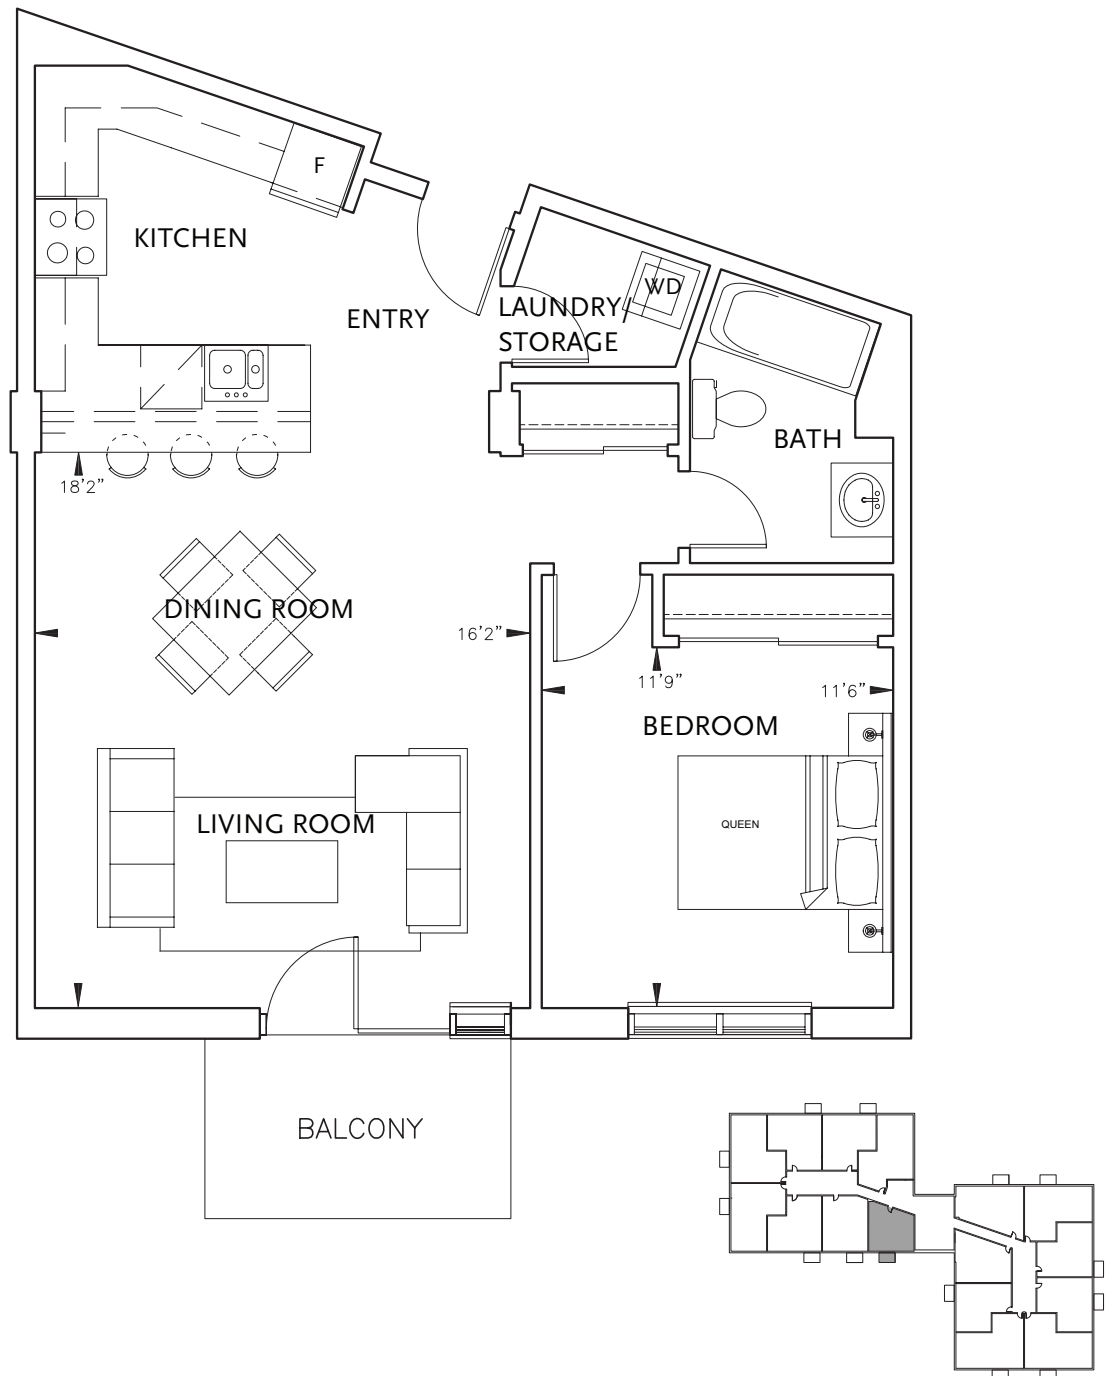 F
KITCHEN
WD
LAUNDRY/
STORAGE
ENTRY
BATH
18'2"
DINING ROOM
16'2"
11'9"
11'6"
BEDROOM
LIVING ROOM
QUEEN
BALCONY